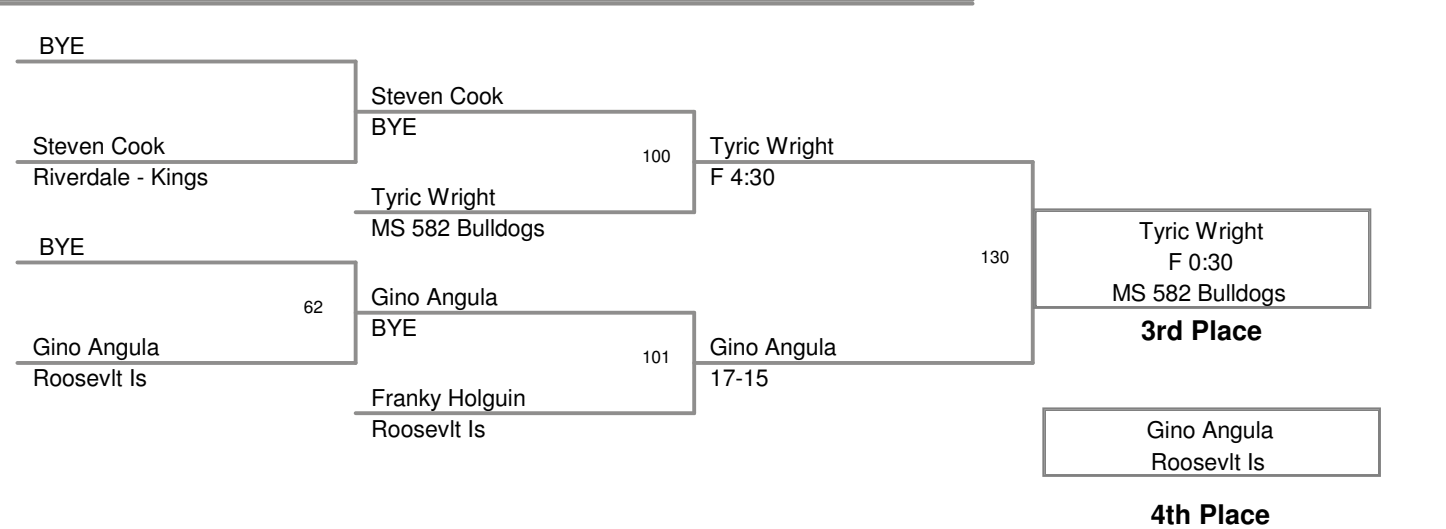 BYE
Steven Cook
BYE
Steven Cook
Riverdale - Kings
100
Tyric Wright
F 4:30
Tyric Wright
MS 582 Bulldogs
BYE
130
Tyric Wright
F 0:30
MS 582 Bulldogs
3rd Place
62
Gino Angula
BYE
Gino Angula
Roosevlt Is
101
Gino Angula
17-15
Franky Holguin
Roosevlt Is
Gino Angula
Roosevlt Is
4th Place